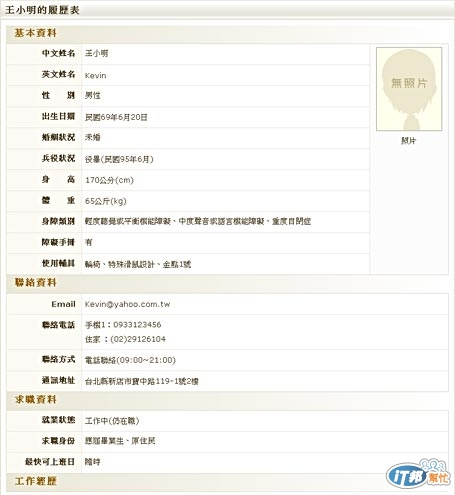 王小明的履歷表
基本資料
中文姓名 王小明
英文姓名 Kevin
性 別 男性
出生日期 民國69年6月20日
婚姻狀況 未婚
兵役狀況 役畢(民國95年6月)
身 高 170公分(cm)
體 重 65公斤(kg)
身障類別 輕度聽覺或平衡機能障礙、中度聲音或語言機能障礙、重度自閉症
障礙手冊 有
使用輔具 輪椅、特殊滑鼠設計、金點1號
無照片
照片
聯絡資料
Email Kevin@yahoo.com.tw
聯絡電話 手機1：0933123456
住家 ：(02)29126104
聯絡方式 電話聯絡(09:00~21:00)
通訊地址 台北縣新店市寶中路119-1號2樓
求職資料
就業狀態 工作中(仍在職)
求職身份 應屆畢業生、原住民
最快可上班日 隨時
工作經歷
iT邦幫忙